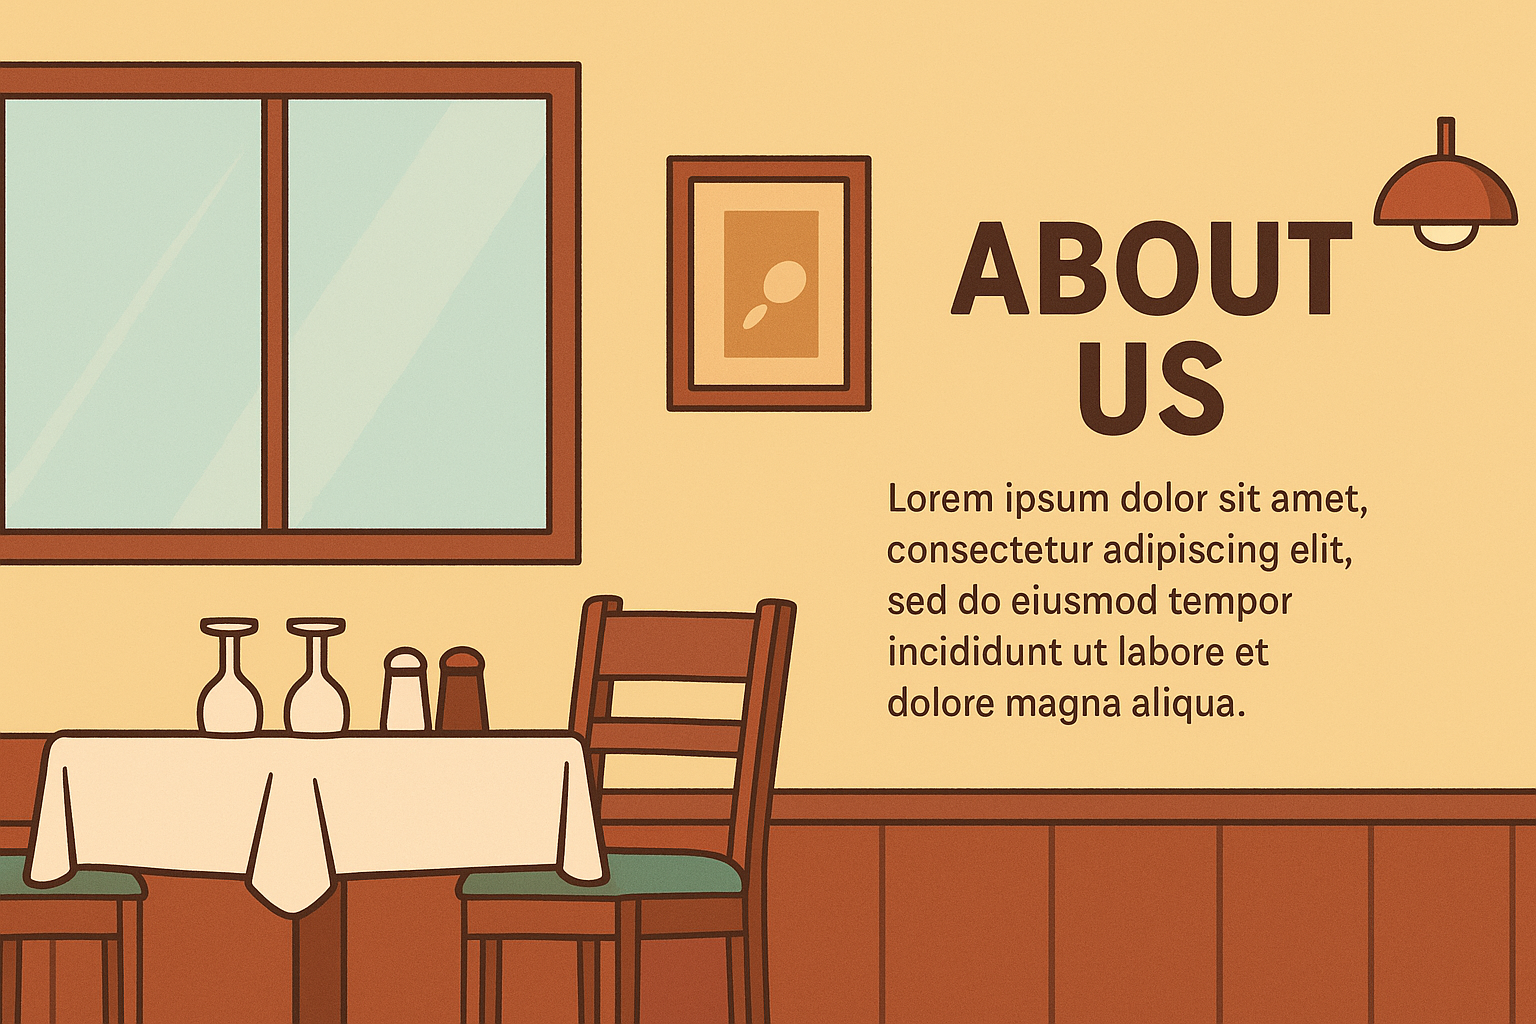 ABOUT
US
Lorem ipsum dolor sit amet,
consectetur adipiscing elit,
sed do eiusmod tempor
incididunt ut labore et
dolore magna aliqua.